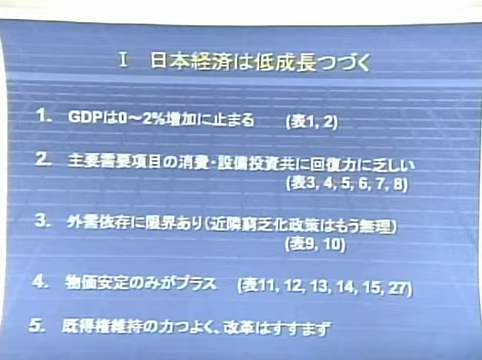 I 日本経済は低成長つづく
1. GDPは0～2%増加に止まる (表1, 2)
2. 主要需要項目の消費・設備投資共に回復力に乏しい
(表3, 4, 5, 6, 7, 8)
3. 外需依存に限界あり(近隣窮乏化政策はもう無理)
(表9, 10)
4. 物価安定のみがプラス (表11, 12, 13, 14, 15, 27)
5. 既得権維持の力つよく、改革はすすまず